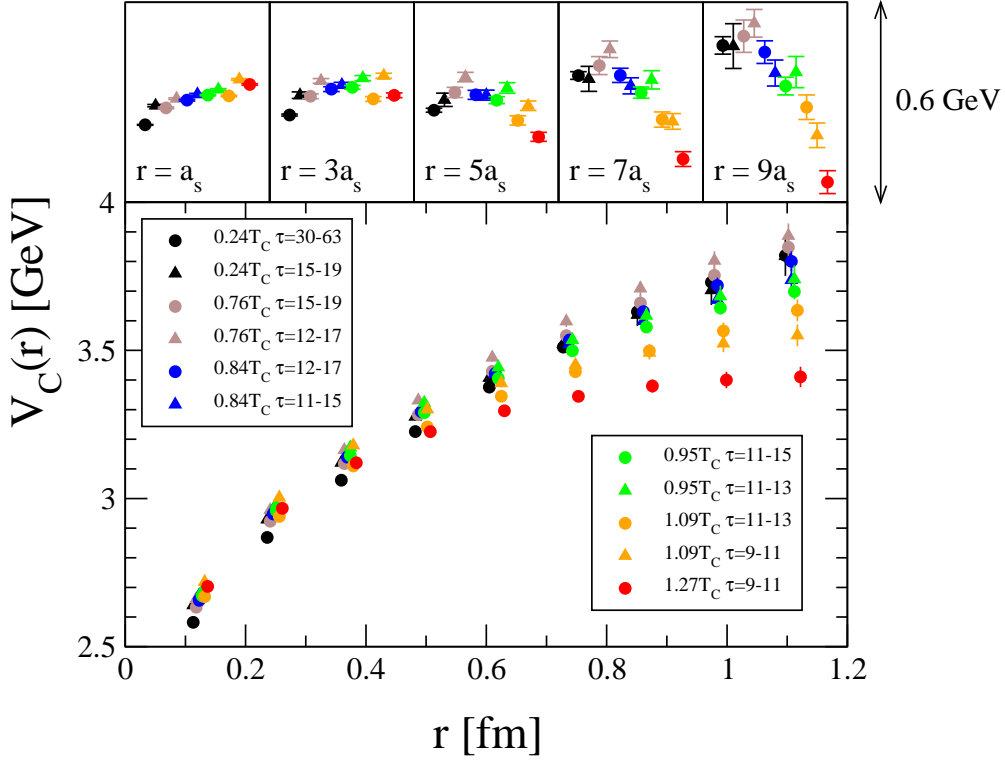 r = a_s
r = 3a_s
r = 5a_s
r = 7a_s
r = 9a_s
0.6 GeV
V_C(r) [GeV]
4
3.5
3
2.5
0.24T_C τ=30-63
0.24T_C τ=15-19
0.76T_C τ=15-19
0.76T_C τ=12-17
0.84T_C τ=12-17
0.84T_C τ=11-15
0.95T_C τ=11-15
0.95T_C τ=11-13
1.09T_C τ=11-13
1.09T_C τ=9-11
1.27T_C τ=9-11
0 0.2 0.4 0.6 0.8 1 1.2
r [fm]